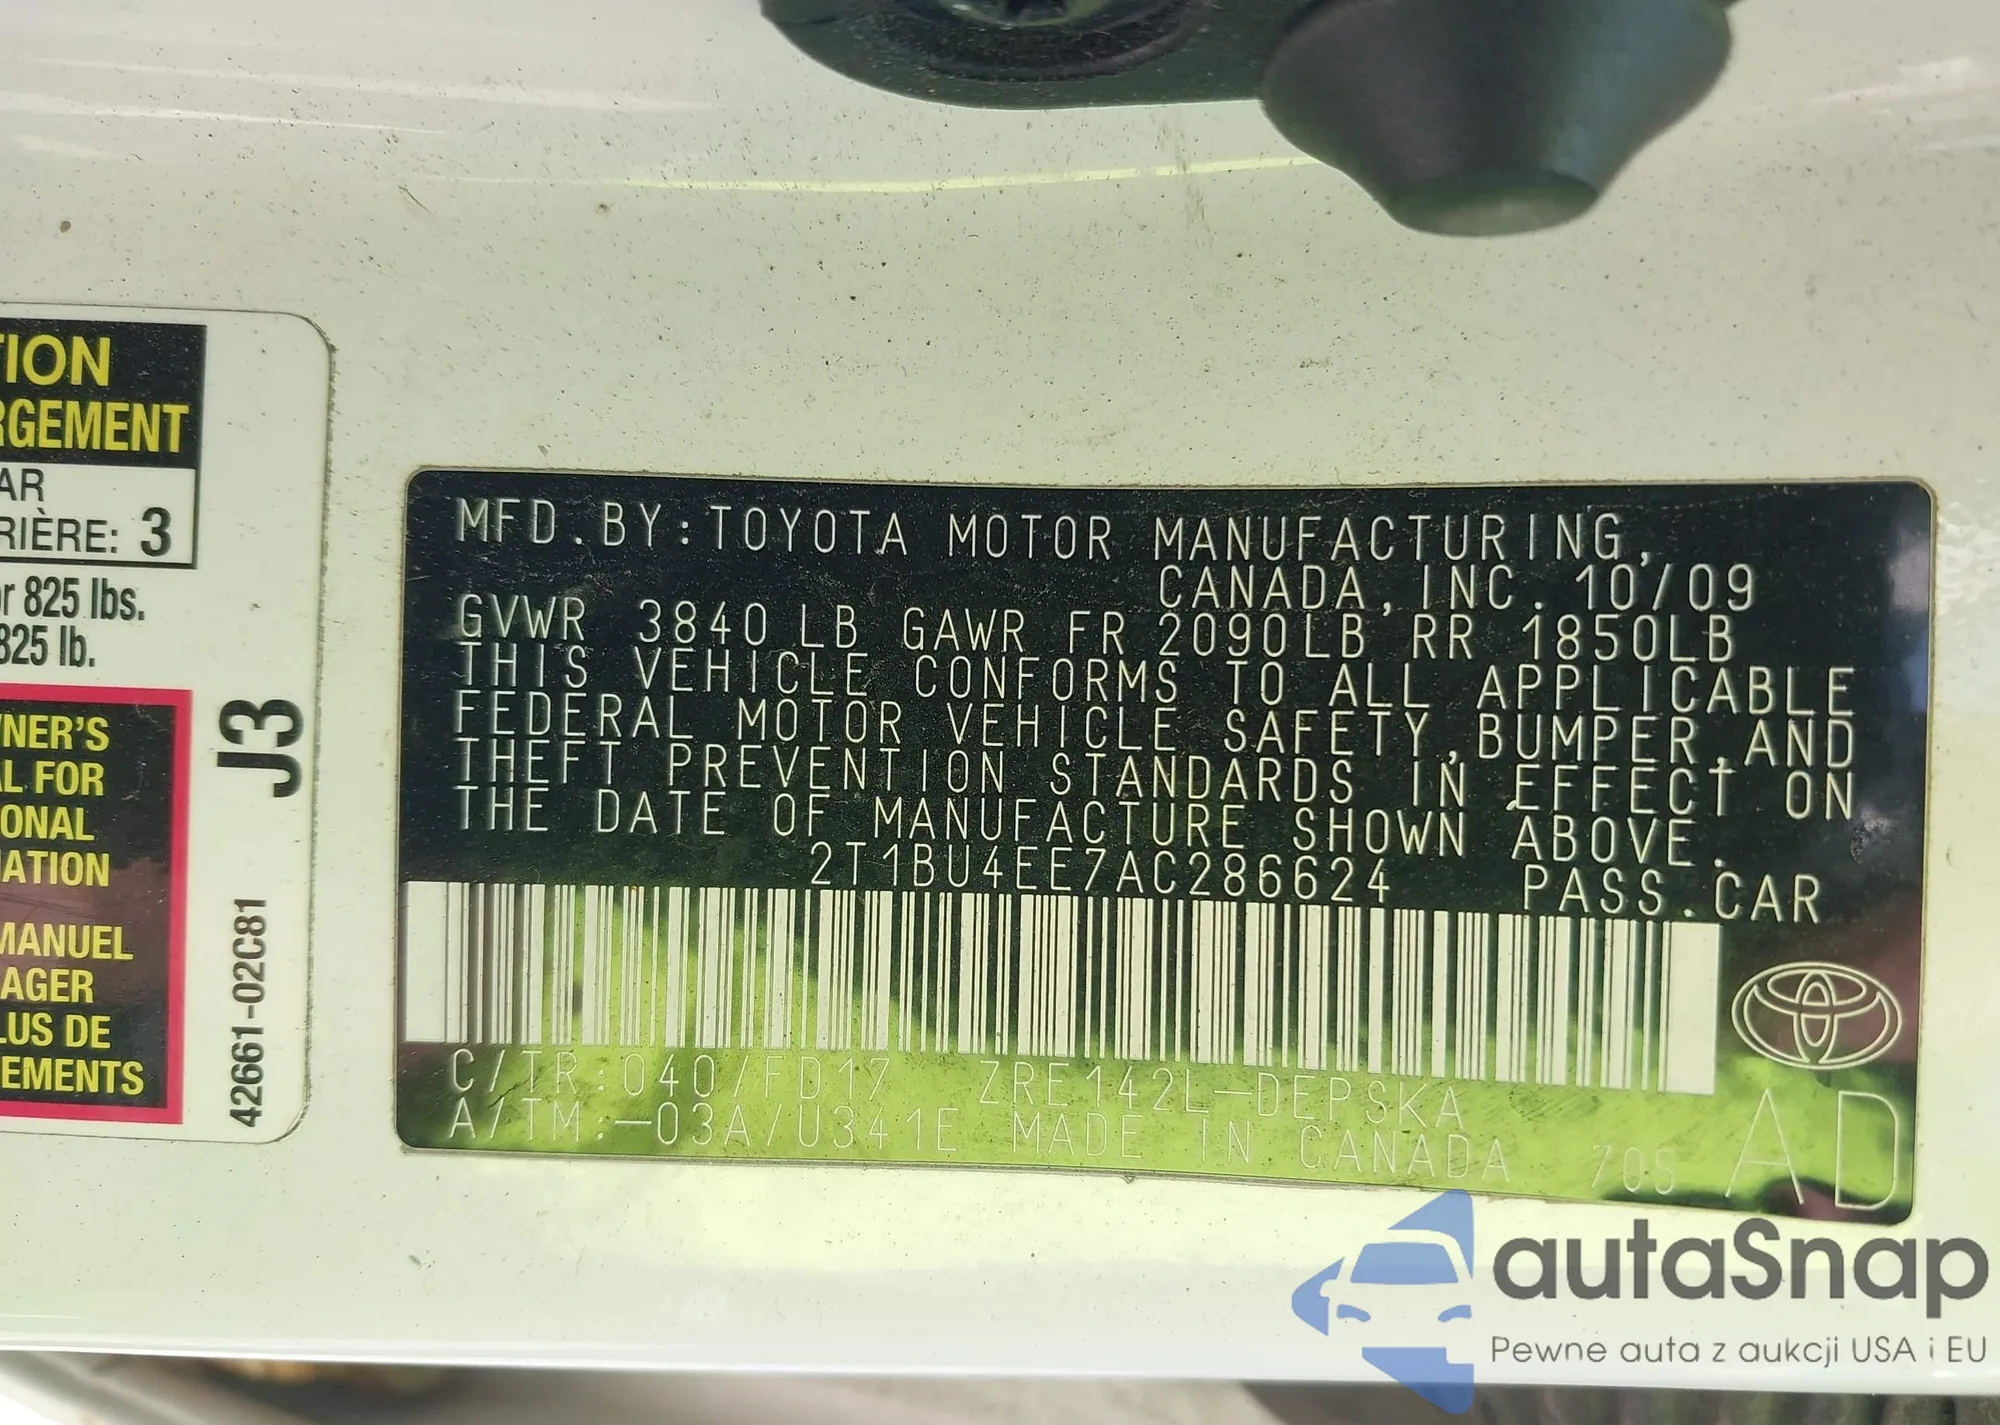 TION
RGEMENT
AR
RIÈRE: 3
or 825 lbs.
825 lb.
WNER'S
AL FOR
ONAL
MATION
MANUEL
AGER
LUS DE
EMENTS
J3
42661-02C81
MFD.BY:TOYOTA MOTOR MANUFACTURING,
CANADA,INC. 10/09
GVWR 3840 LB GAWR FR 2090LB RR 1850LB
THIS VEHICLE CONFORMS TO ALL APPLICABLE
FEDERAL MOTOR VEHICLE SAFETY,BUMPER,AND
THEFT PREVENTION STANDARDS IN EFFECT ON
THE DATE OF MANUFACTURE SHOWN ABOVE.
2T1BU4EE7AC286624 PASS.CAR
C/TR:040/FD17 ZRE142L-DEPSKA
A/TM:-03A/U341E MADE IN CANADA 705 AD
autaSnap
Pewne auta z aukcji USA i EU